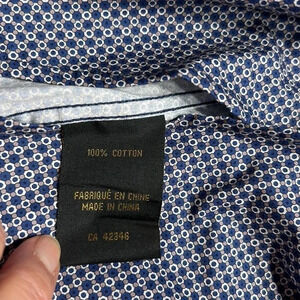 100% COTTON
FABRIQUÉ EN CHINE
MADE IN CHINA
CA 42346